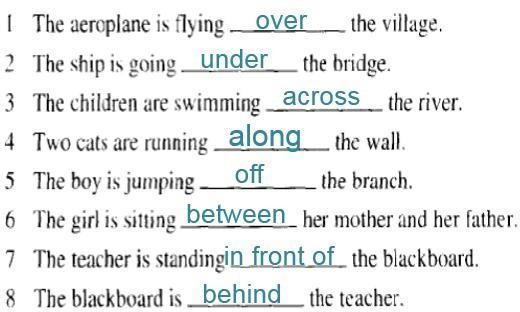 1 The aeroplane is flying over the village.
2 The ship is going under the bridge.
3 The children are swimming across the river.
4 Two cats are running along the wall.
5 The boy is jumping off the branch.
6 The girl is sitting between her mother and her father.
7 The teacher is standing in front of the blackboard.
8 The blackboard is behind the teacher.